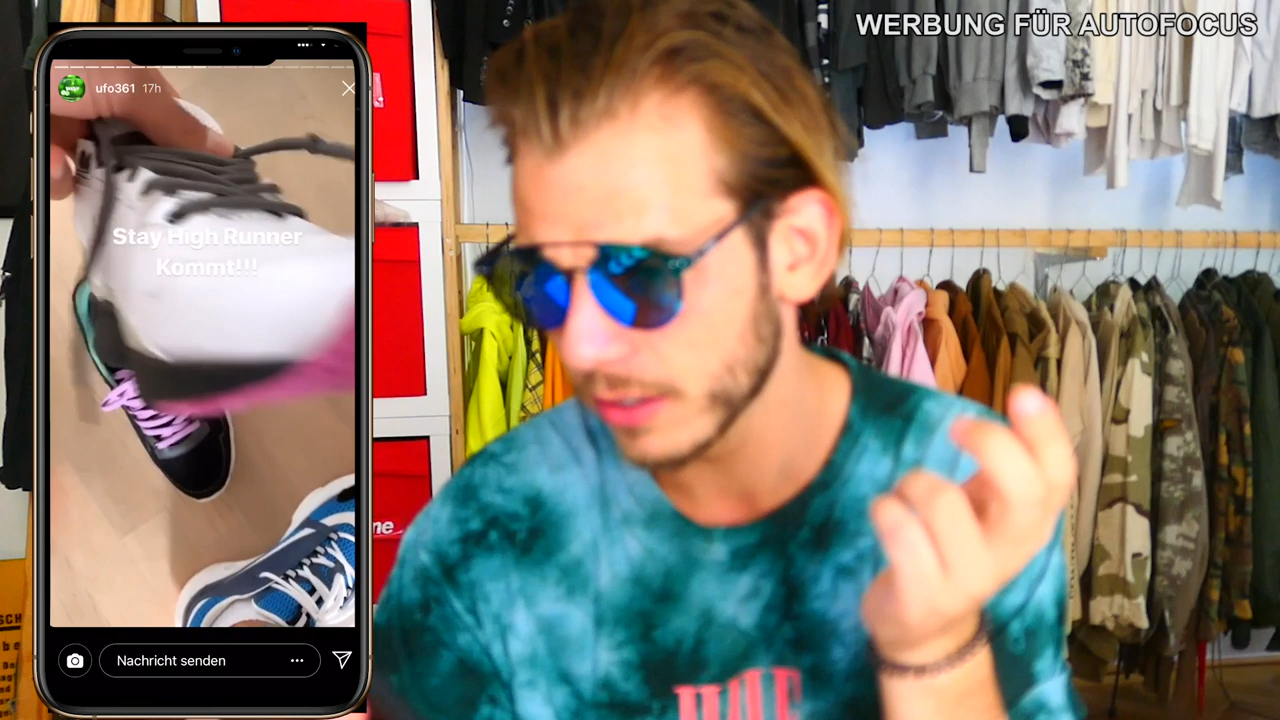 WERBUNG FÜR AUTOFOCUS
ufo361 17h
Stay High Runner
Kommt!!!
Nachricht senden